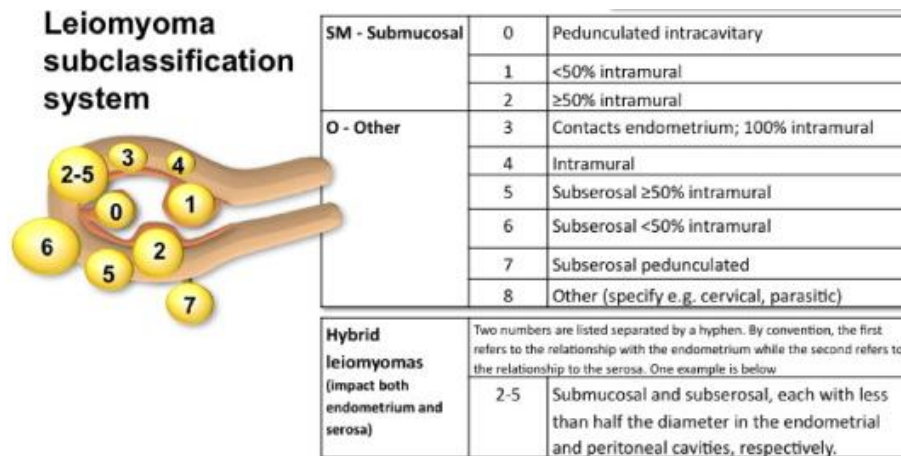 Leiomyoma
subclassification
system
2-5
3
4
0
1
6
2
5
7
SM - Submucosal 0 Pedunculated intracavitary
1 <50% intramural
2 ≥50% intramural
O - Other 3 Contacts endometrium; 100% intramural
4 Intramural
5 Subserosal ≥50% intramural
6 Subserosal <50% intramural
7 Subserosal pedunculated
8 Other (specify e.g. cervical, parasitic)
Hybrid
leiomyomas
(impact both
endometrium and
serosa)
Two numbers are listed separated by a hyphen. By convention, the first
refers to the relationship with the endometrium while the second refers to
the relationship to the serosa. One example is below
2-5 Submucosal and subserosal, each with less
than half the diameter in the endometrial
and peritoneal cavities, respectively.